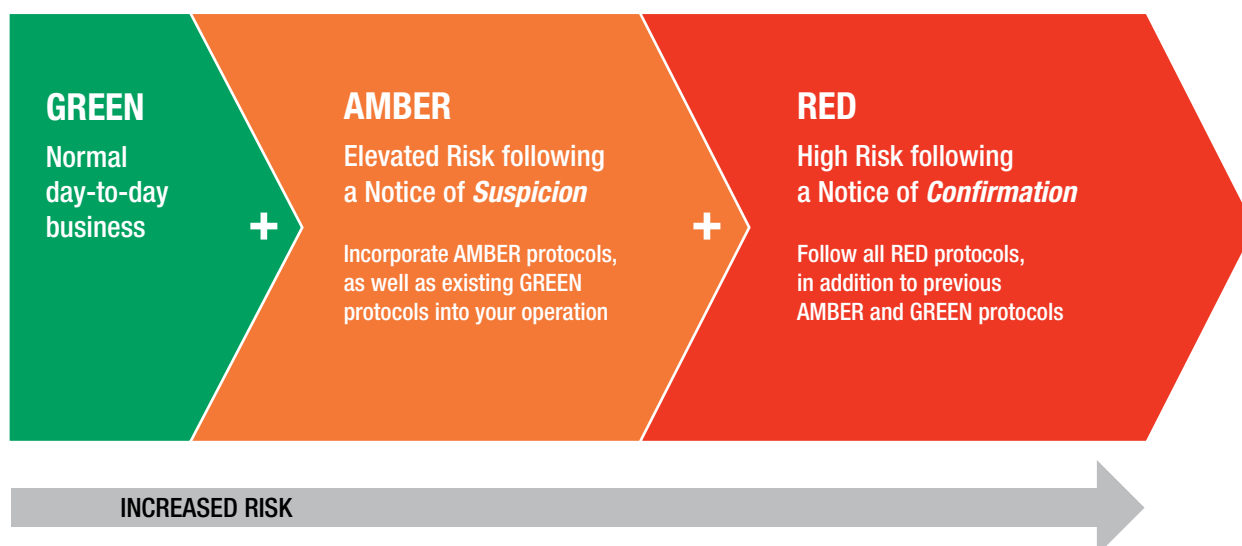 GREEN
Normal
day-to-day
business
+
AMBER
Elevated Risk following
a Notice of Suspicion
Incorporate AMBER protocols,
as well as existing GREEN
protocols into your operation
+
RED
High Risk following
a Notice of Confirmation
Follow all RED protocols,
in addition to previous
AMBER and GREEN protocols
INCREASED RISK